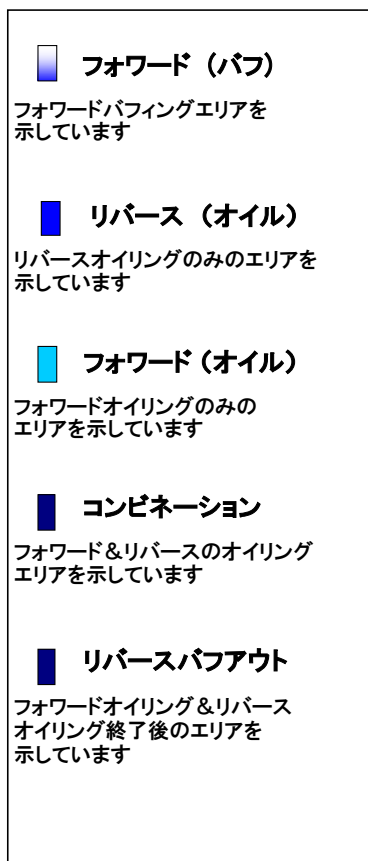 フォワード（バフ）
フォワードバフィングエリアを
示しています
リバース（オイル）
リバースオイリングのみのエリアを
示しています
フォワード（オイル）
フォワードオイリングのみの
エリアを示しています
コンビネーション
フォワード＆リバースのオイリング
エリアを示しています
リバースバフアウト
フォワードオイリング＆リバース
オイリング終了後のエリアを
示しています